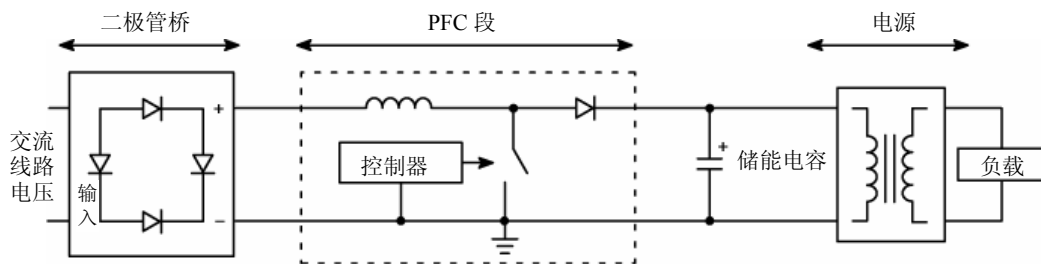 二极管桥
PFC 段
电源
交流
线路
电压
输
入
+
−
控制器
+
储能电容
负载